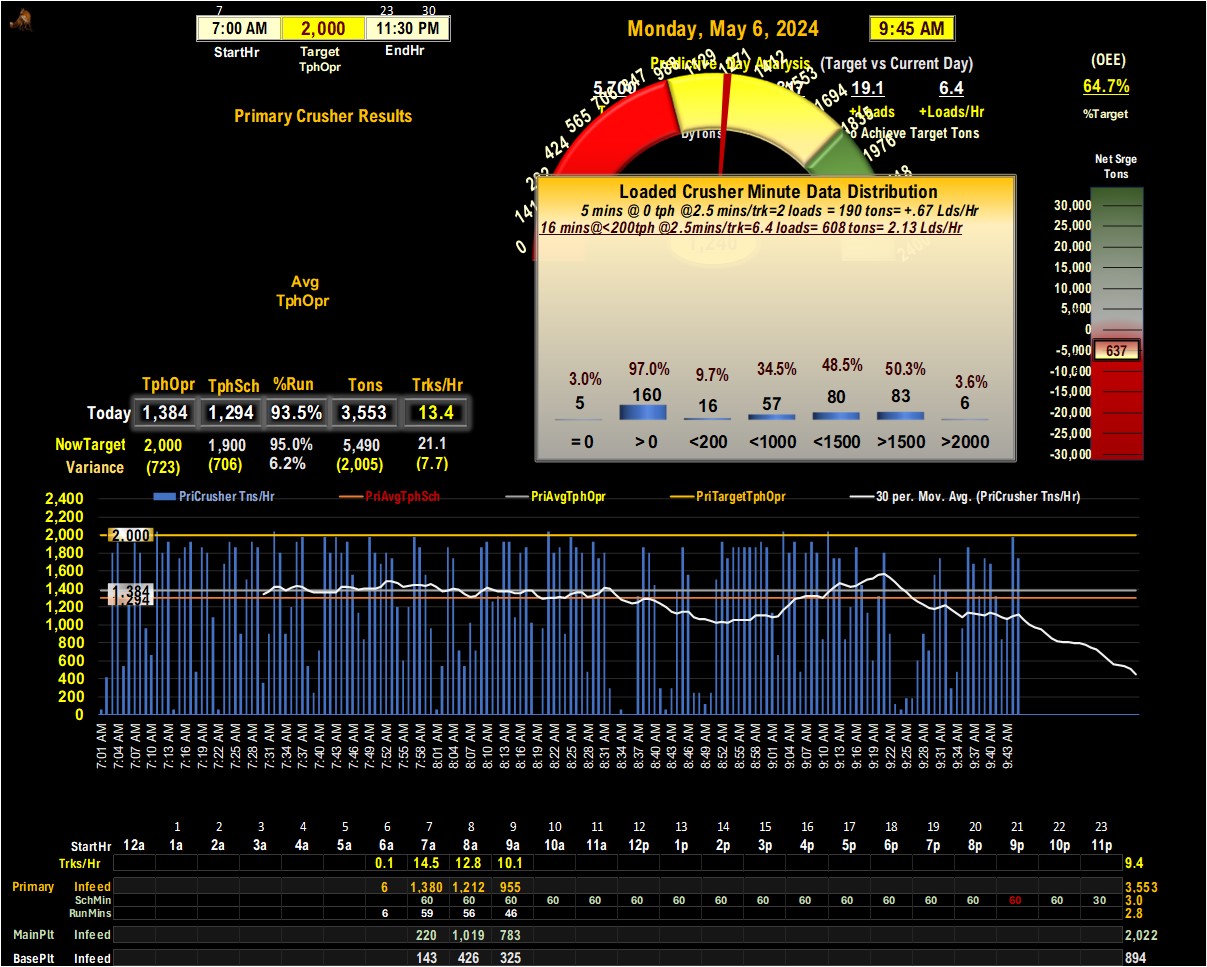 7 23 30
7:00 AM 2,000 11:30 PM
StartHr Target TphOpr EndHr
Monday, May 6, 2024 9:45 AM
Predictive Day Analysis (Target vs Current Day)
19.1 6.4
+Loads +Loads/Hr
Achieve Target Tons
ByTons
(OEE)
64.7%
%Target
Primary Crusher Results
0 141 424 565 706 847 988 1129 1271 1412 1553 1694 1835 1976
Loaded Crusher Minute Data Distribution
5 mins @ 0 tph @2.5 mins/trk=2 loads = 190 tons= +.67 Lds/Hr
16 mins@<200tph @2.5mins/trk=6.4 loads= 608 tons= 2.13 Lds/Hr
1,240
2400
3.0% 97.0% 9.7% 34.5% 48.5% 50.3% 3.6%
5 160 16 57 80 83 6
=0 >0 <200 <1000 <1500 >1500 >2000
Net Srge
Tons
30,000
25,000
20,000
15,000
10,000
5,000
0
-5,000
637
-10,000
-15,000
-20,000
-25,000
-30,000
Avg
TphOpr
TphOpr TphSch %Run Tons Trks/Hr
Today 1,384 1,294 93.5% 3,553 13.4
NowTarget 2,000 1,900 95.0% 5,490 21.1
Variance (723) (706) 6.2% (2,005) (7.7)
PriCrusher Tns/Hr PriAvgTphSch PriAvgTphOpr PriTargetTphOpr 30 per. Mov. Avg. (PriCrusher Tns/Hr)
2,400
2,200
2,000 2,000
1,800
1,600
1,400 1,384
1,200 1,294
1,000
800
600
400
200
0
7:01 AM 7:04 AM 7:07 AM 7:10 AM 7:13 AM 7:16 AM 7:19 AM 7:22 AM 7:25 AM 7:28 AM 7:31 AM 7:34 AM 7:37 AM 7:40 AM 7:43 AM 7:46 AM 7:49 AM 7:52 AM 7:55 AM 7:58 AM 8:01 AM 8:04 AM 8:07 AM 8:10 AM 8:13 AM 8:16 AM 8:19 AM 8:22 AM 8:25 AM 8:28 AM 8:31 AM 8:34 AM 8:37 AM 8:40 AM 8:43 AM 8:46 AM 8:49 AM 8:52 AM 8:55 AM 8:58 AM 9:01 AM 9:04 AM 9:07 AM 9:10 AM 9:13 AM 9:16 AM 9:19 AM 9:22 AM 9:25 AM 9:28 AM 9:31 AM 9:34 AM 9:37 AM 9:40 AM 9:43 AM
1 2 3 4 5 6 7 8 9 10 11 12 13 14 15 16 17 18 19 20 21 22 23
StartHr 12a 1a 2a 3a 4a 5a 6a 7a 8a 9a 10a 11a 12p 1p 2p 3p 4p 5p 6p 7p 8p 9p 10p 11p
Trks/Hr 0.1 14.5 12.8 10.1 9.4
Primary Infeed 6 1,380 1,212 955 3,553
SchMin 60 60 60 60 60 60 60 60 60 60 60 60 60 60 60 60 30 3.0
RunMins 6 59 56 46 2.8
MainPlt Infeed 220 1,019 783 2,022
BasePlt Infeed 143 426 325 894